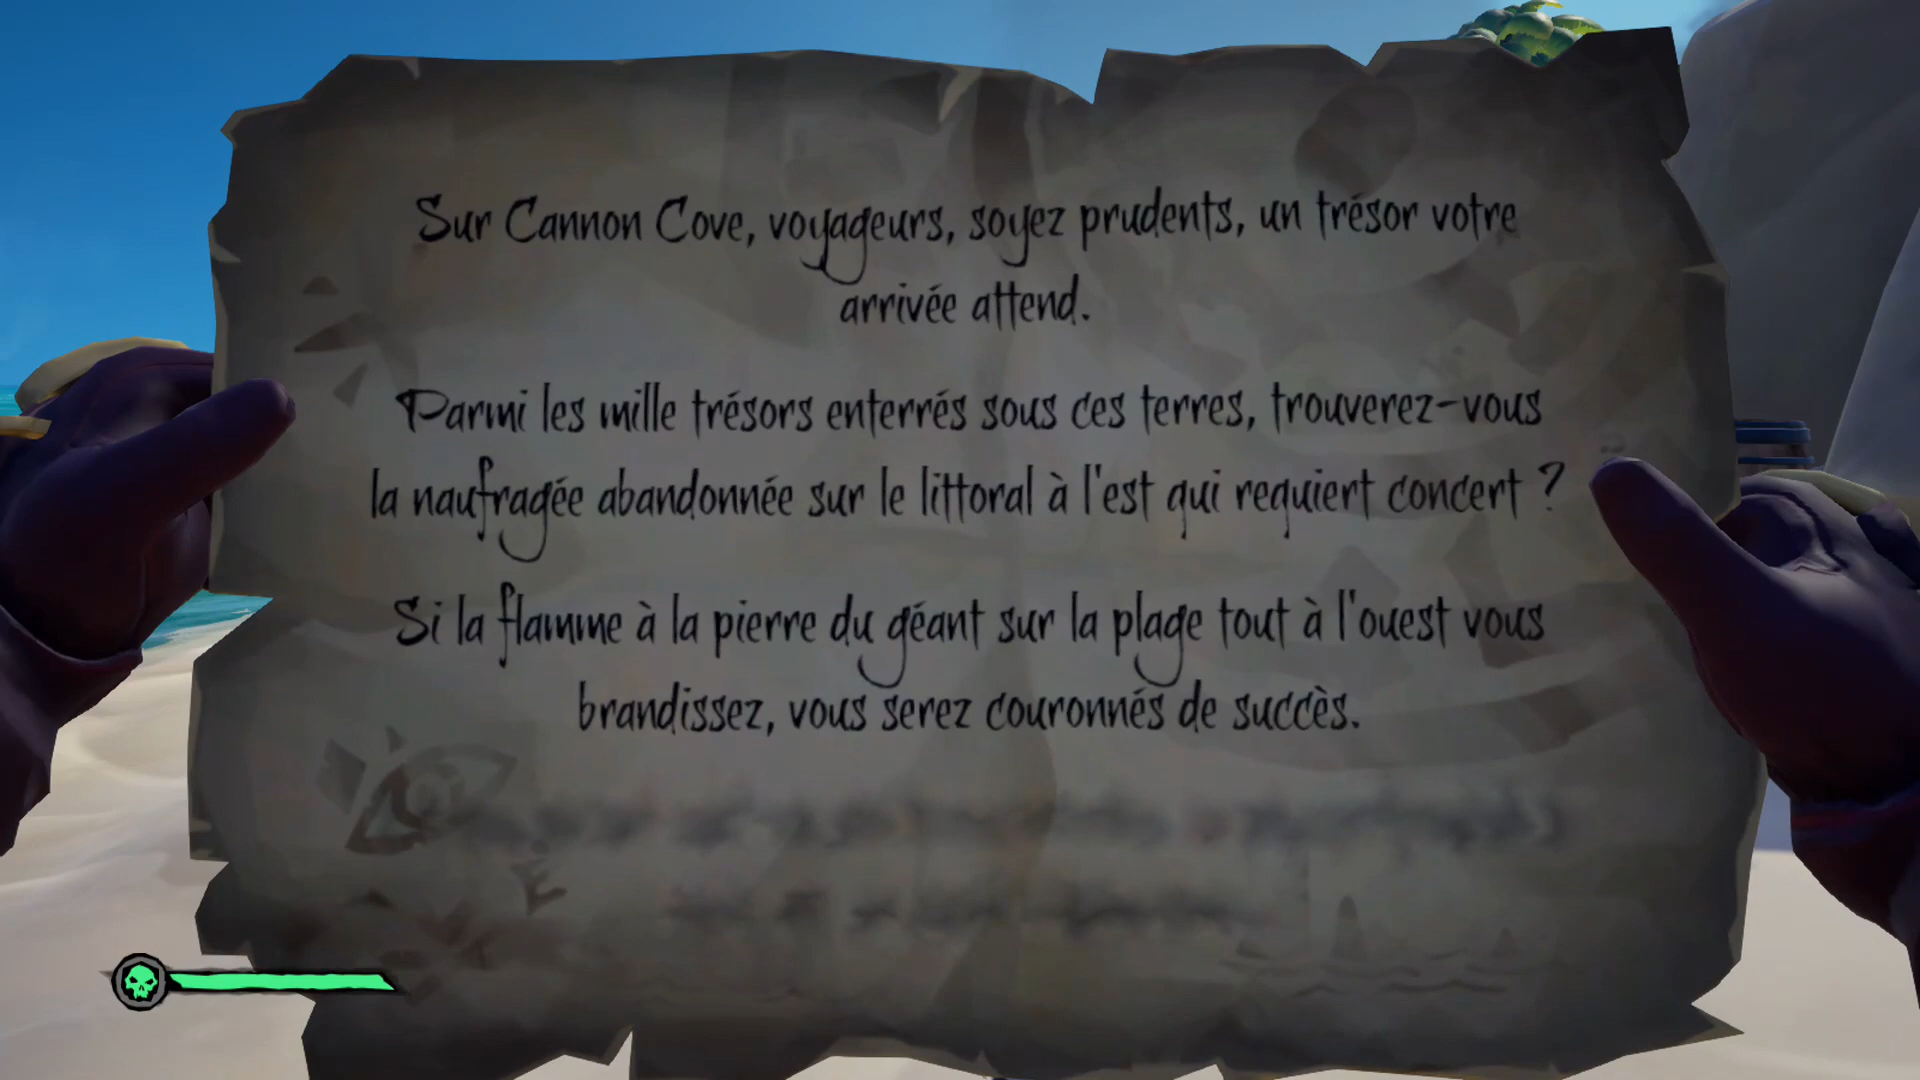 Sur Cannon Cove, voyageurs, soyez prudents, un trésor votre
arrivée attend.
Parmi les mille trésors enterrés sous ces terres, trouverez-vous
la naufragée abandonnée sur le littoral à l'est qui requiert concert ?
Si la flamme à la pierre du géant sur la plage tout à l'ouest vous
brandissez, vous serez couronnés de succès.